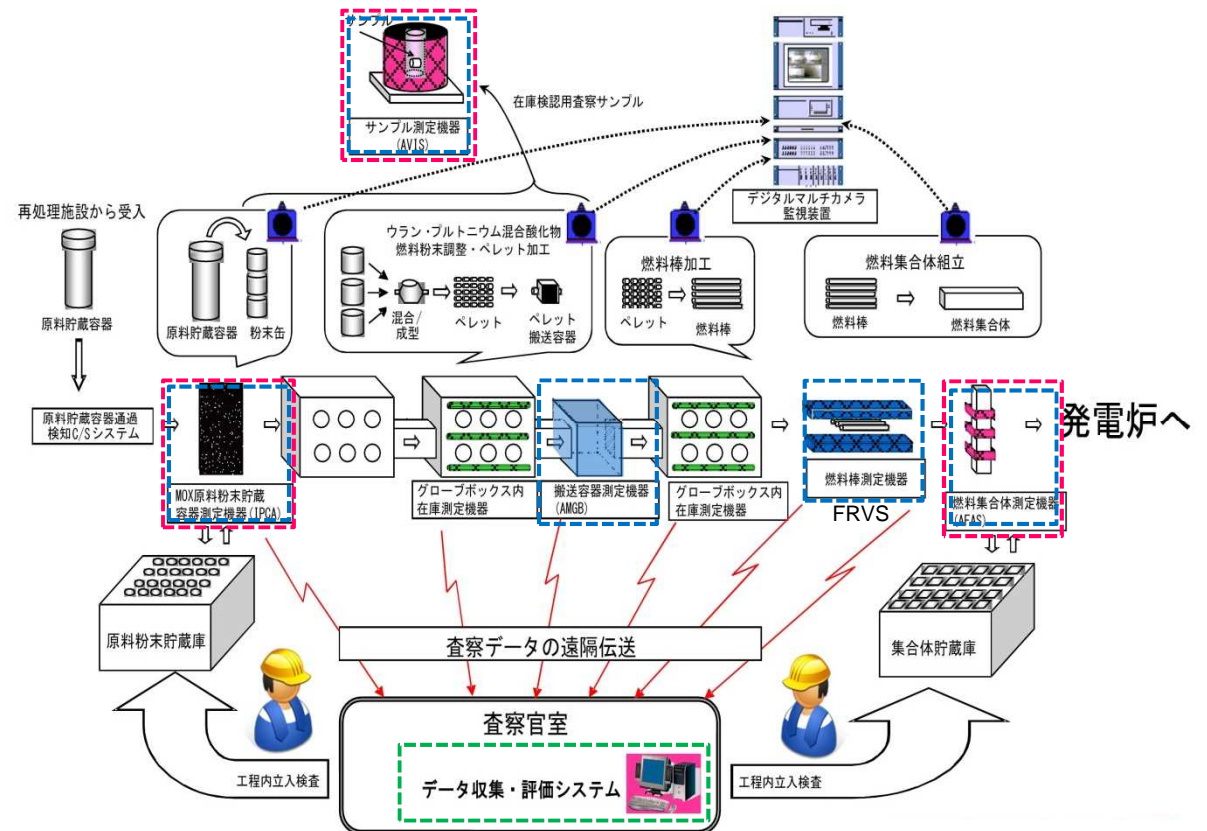 サンプル
サンプル測定機器
(AVIS)
在庫検認用査察サンプル
デジタルマルチカメラ
監視装置
再処理施設から受入
原料貯蔵容器
原料貯蔵容器
粉末缶
ウラン・プルトニウム混合酸化物
燃料粉末調整・ペレット加工
混合/
成型
ペレット
ペレット
搬送容器
燃料棒加工
ペレット
燃料棒
燃料集合体組立
燃料棒
燃料集合体
原料貯蔵容器通過
検知C/Sシステム
MOX原料粉末貯蔵
容器測定機器(IPCA)
グローブボックス内
在庫測定機器
搬送容器測定機器
(AMGB)
グローブボックス内
在庫測定機器
燃料棒測定機器
FRVS
燃料集合体測定機器
(AFAS)
発電炉へ
原料粉末貯蔵庫
査察データの遠隔伝送
集合体貯蔵庫
査察官室
データ収集・評価システム
工程内立入検査
工程内立入検査